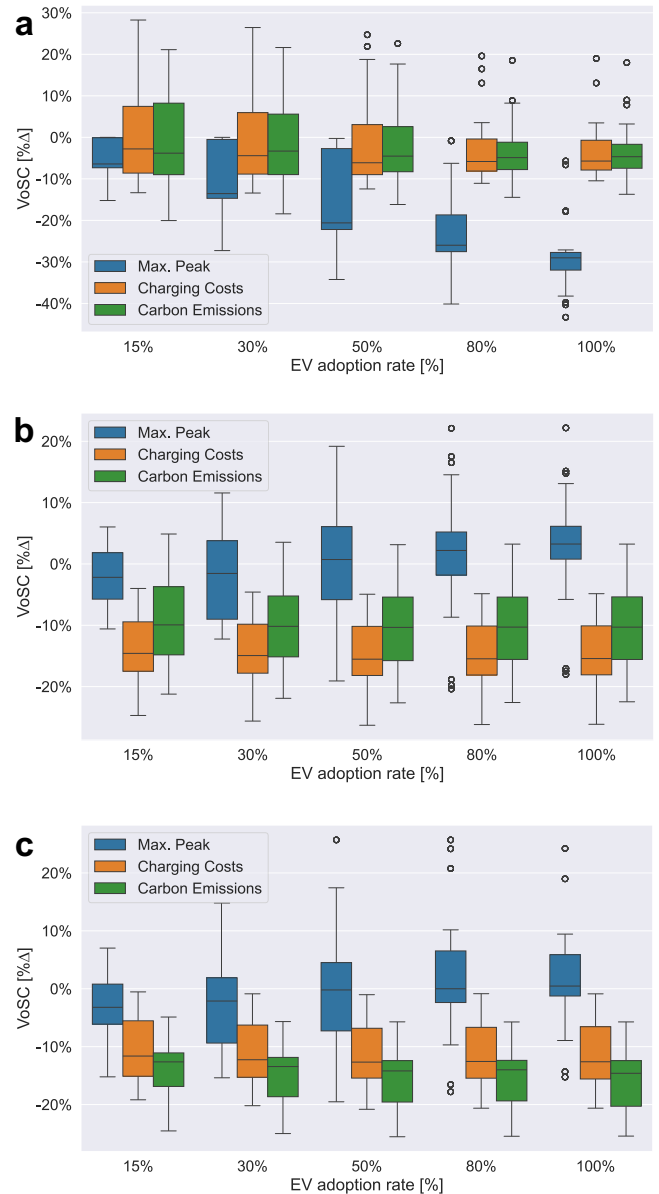 a
30%
20%
10%
0%
-10%
-20%
-30%
-40%
VoSC [%Δ]
Max. Peak
Charging Costs
Carbon Emissions
15% 30% 50% 80% 100%
EV adoption rate [%]
b
20%
10%
0%
-10%
-20%
VoSC [%Δ]
Max. Peak
Charging Costs
Carbon Emissions
15% 30% 50% 80% 100%
EV adoption rate [%]
c
20%
10%
0%
-10%
-20%
VoSC [%Δ]
Max. Peak
Charging Costs
Carbon Emissions
15% 30% 50% 80% 100%
EV adoption rate [%]